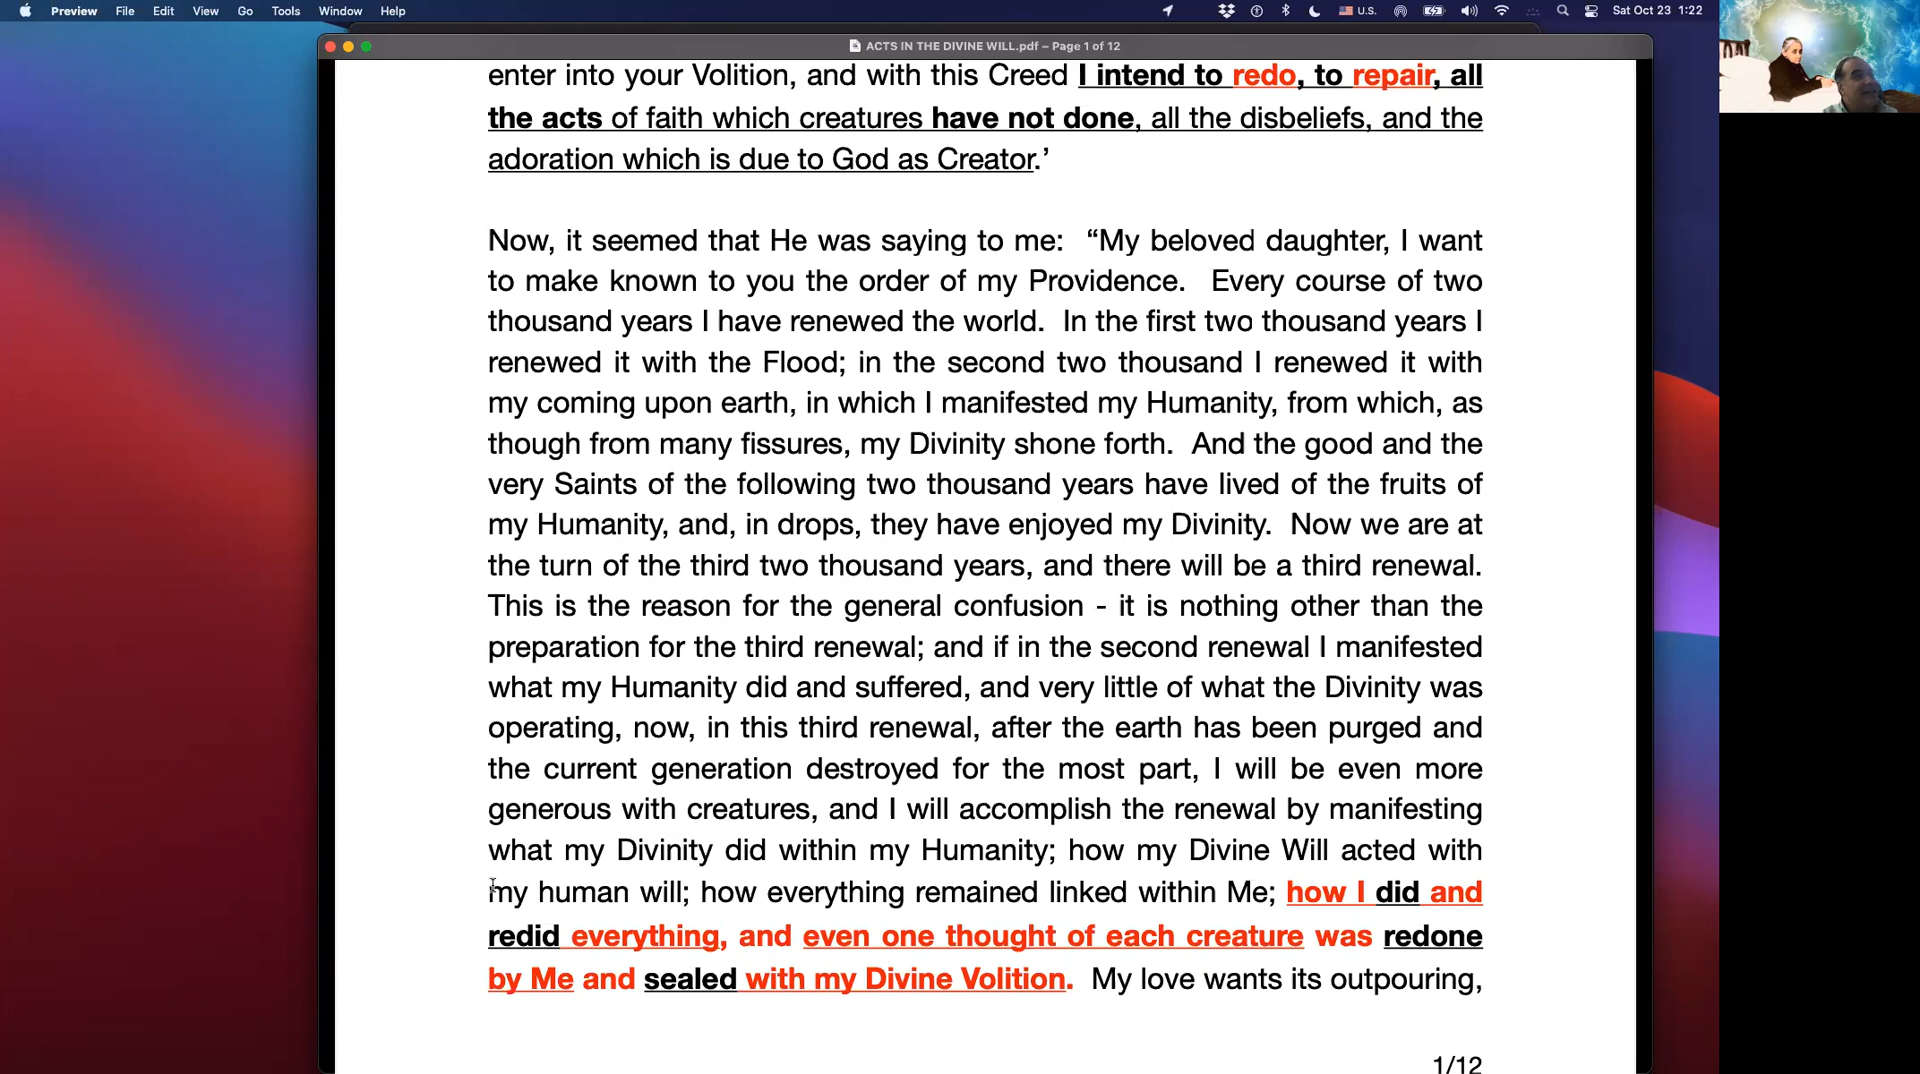 Preview File Edit View Go Tools Window Help U.S. Sat Oct 23 1:22
ACTS IN THE DIVINE WILL.pdf – Page 1 of 12
enter into your Volition, and with this Creed I intend to redo, to repair, all
the acts of faith which creatures have not done, all the disbeliefs, and the
adoration which is due to God as Creator.’
Now, it seemed that He was saying to me: “My beloved daughter, I want
to make known to you the order of my Providence. Every course of two
thousand years I have renewed the world. In the first two thousand years I
renewed it with the Flood; in the second two thousand I renewed it with
my coming upon earth, in which I manifested my Humanity, from which, as
though from many fissures, my Divinity shone forth. And the good and the
very Saints of the following two thousand years have lived of the fruits of
my Humanity, and, in drops, they have enjoyed my Divinity. Now we are at
the turn of the third two thousand years, and there will be a third renewal.
This is the reason for the general confusion - it is nothing other than the
preparation for the third renewal; and if in the second renewal I manifested
what my Humanity did and suffered, and very little of what the Divinity was
operating, now, in this third renewal, after the earth has been purged and
the current generation destroyed for the most part, I will be even more
generous with creatures, and I will accomplish the renewal by manifesting
what my Divinity did within my Humanity; how my Divine Will acted with
my human will; how everything remained linked within Me; how I did and
redid everything, and even one thought of each creature was redone
by Me and sealed with my Divine Volition. My love wants its outpouring,
1/12